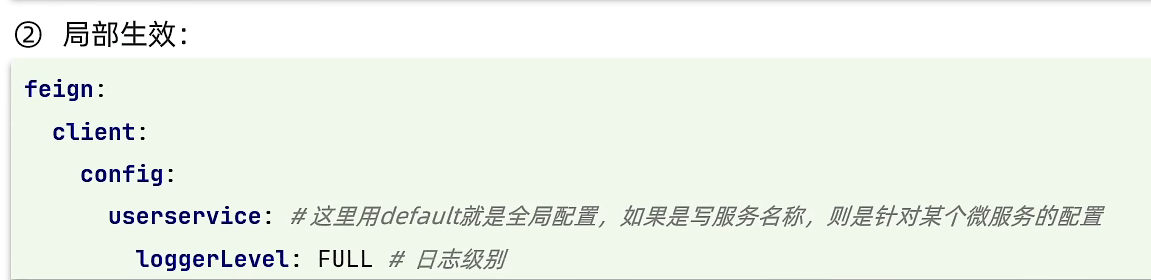 ② 局部生效：
feign:
  client:
    config:
      userservice: #这里用default就是全局配置，如果是写服务名称，则是针对某个微服务的配置
        loggerLevel: FULL # 日志级别